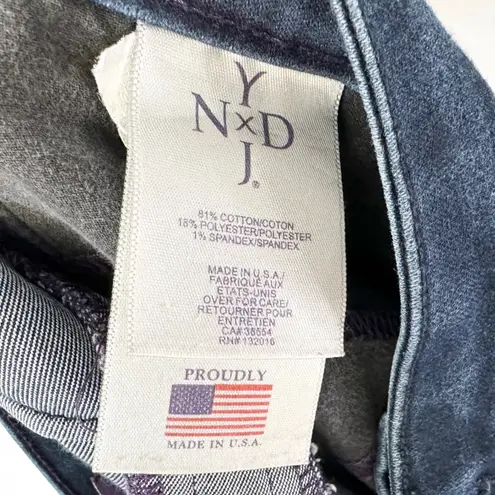 Y
N x D
J®
81% COTTON/COTON
18% POLYESTER/POLYESTER
1% SPANDEX/SPANDEX
MADE IN U.S.A./
FABRIQUÉ AUX
ETATS-UNIS
OVER FOR CARE/
RETOURNER POUR
ENTRETIEN
CA# 38554
RN# 132016
PROUDLY
MADE IN U.S.A.